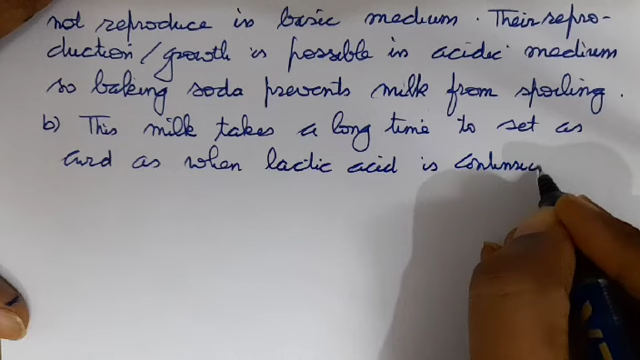 not reproduce in basic medium. Their repro-
duction/growth is possible in acidic medium
so baking soda prevents milk from spoiling.
b) This milk takes a long time to set as
curd as when lactic acid is continu